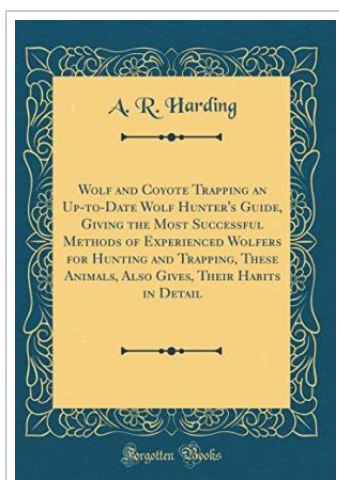 A. R. Harding
Wolf and Coyote Trapping an
Up-to-Date Wolf Hunter's Guide,
Giving the Most Successful
Methods of Experienced Wolfers
for Hunting and Trapping, These
Animals, Also Gives, Their Habits
in Detail
Forgotten Books